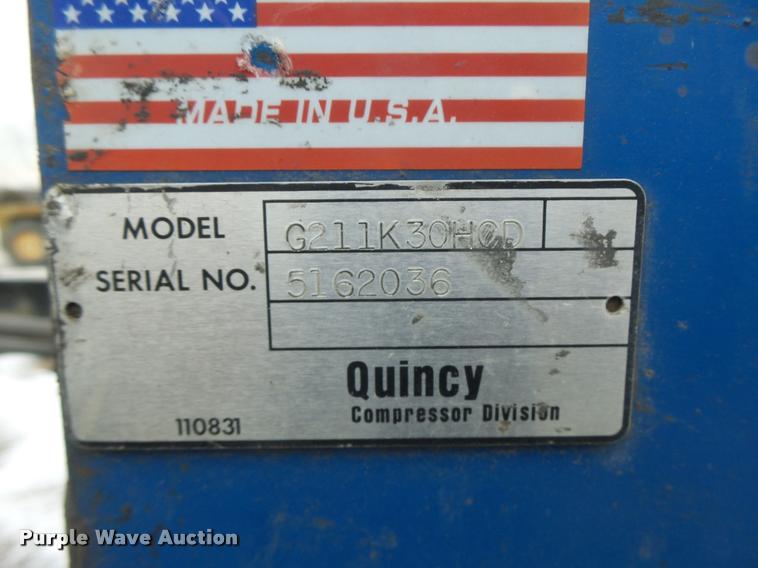 MADE IN U.S.A.
MODEL G211K30HCD
SERIAL NO. 5162036
Quincy
Compressor Division
110831
Purple Wave Auction